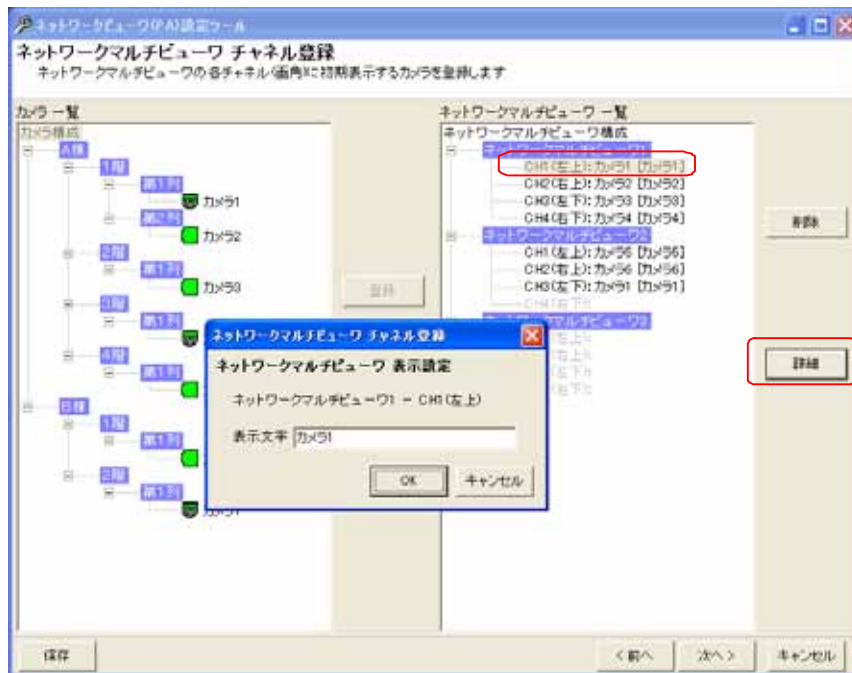 ネットワークビューワ(PA)設定ツール
ネットワークマルチビューワ チャネル登録
ネットワークマルチビューワの各チャネル(画角)に初期表示するカメラを登録します
カメラ 一覧
カメラ構成
A棟
1階
第1列
カメラ1
第2列
カメラ2
2階
第1列
カメラ3
3階
第1列
4階
第1列
B棟
1階
第1列
2階
第1列
登録
ネットワークマルチビューワ 一覧
ネットワークマルチビューワ構成
ネットワークマルチビューワ1
CH1(左上):カメラ1 [カメラ1]
CH2(右上):カメラ2 [カメラ2]
CH3(左下):カメラ3 [カメラ3]
CH4(右下):カメラ4 [カメラ4]
ネットワークマルチビューワ2
CH1(左上):カメラ56 [カメラ56]
CH2(右上):カメラ6 [カメラ6]
CH3(左下):カメラ91 [カメラ91]
CH4(右下):
ネットワークマルチビューワ3
削除
詳細
ネットワークマルチビューワ チャネル登録
ネットワークマルチビューワ 表示設定
ネットワークマルチビューワ1 - CH1(左上)
表示文字 カメラ1
OK キャンセル
保存 <前へ 次へ> キャンセル